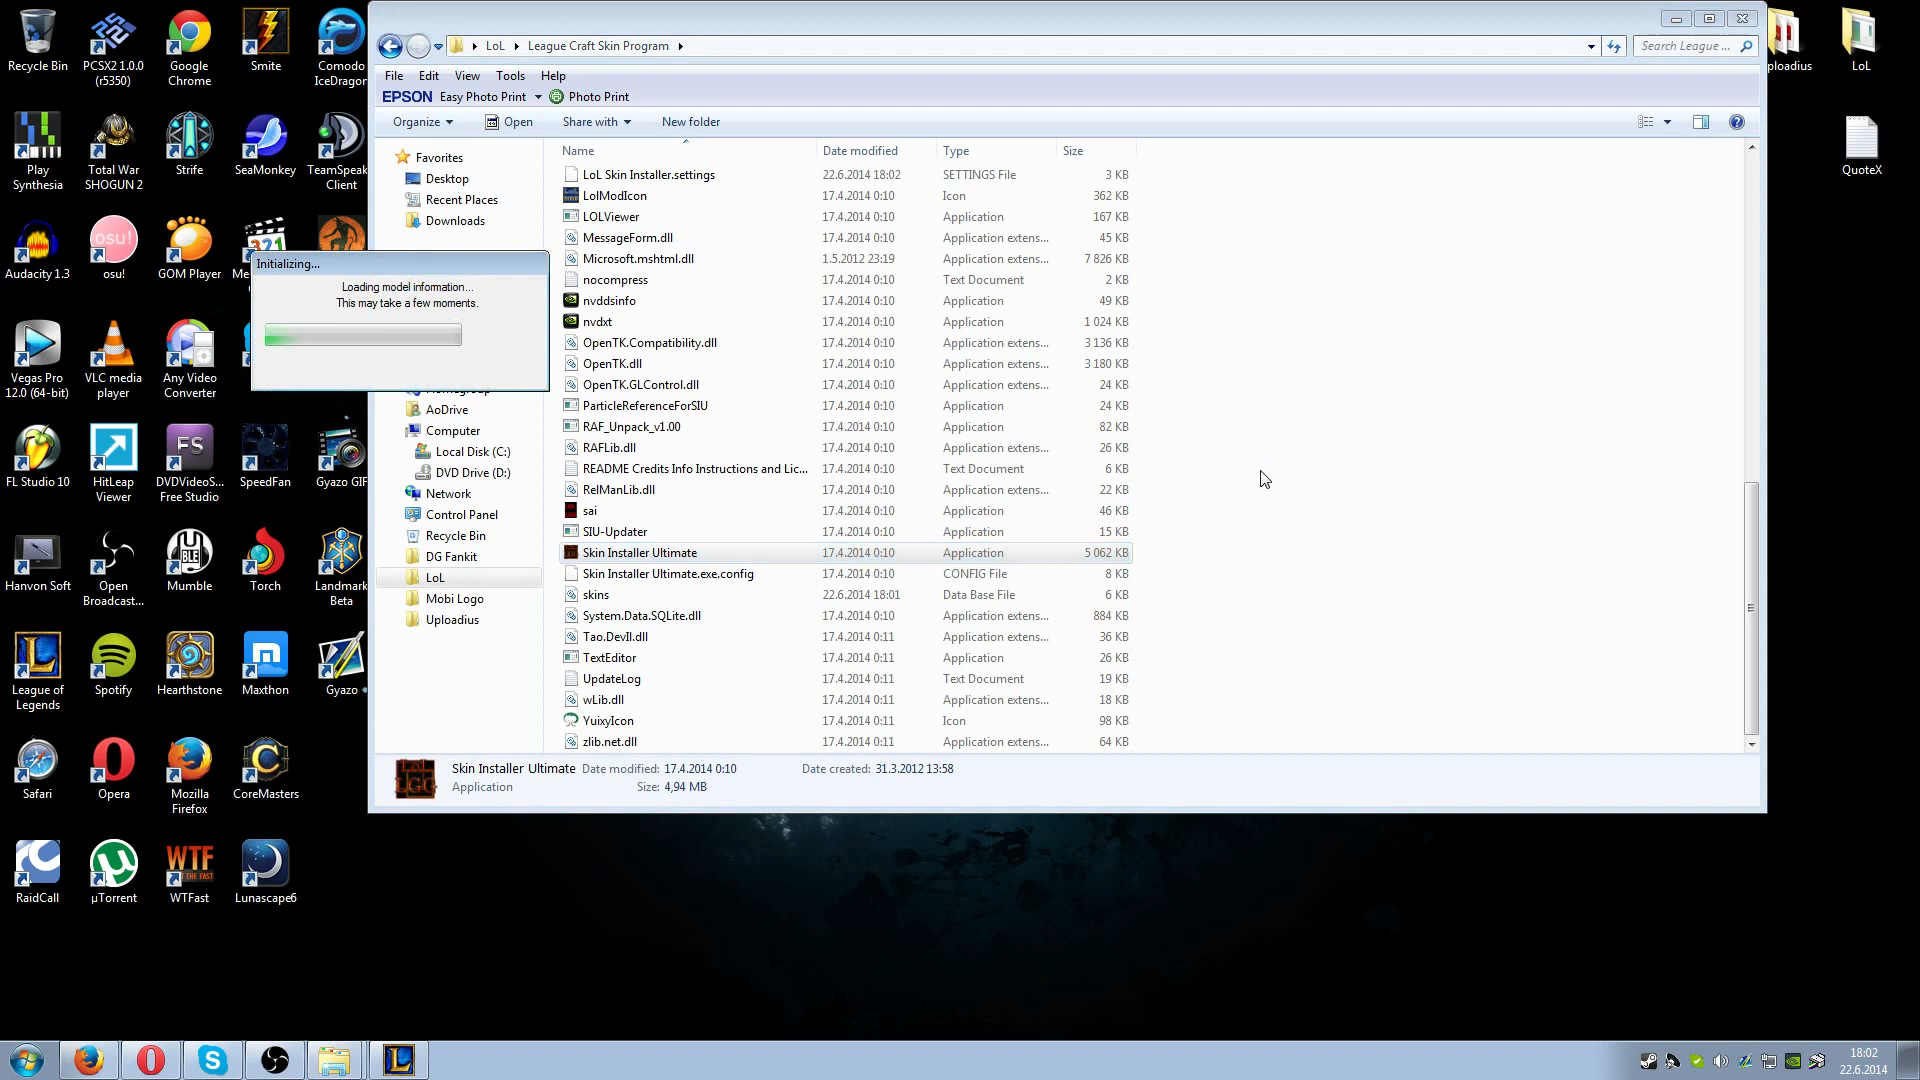 Recycle Bin
PCSX2 1.0.0
(r5350)
Google
Chrome
Smite
Comodo
IceDragon
Play
Synthesia
Total War
SHOGUN 2
Strife
SeaMonkey
TeamSpeak
Client
Audacity 1.3
osu!
osu!
GOM Player
321
Vegas Pro
12.0 (64-bit)
VLC media
player
Any Video
Converter
FL Studio 10
HitLeap
Viewer
FS
DVDVideoS...
Free Studio
SpeedFan
Gyazo GIF
Hanvon Soft
Open
Broadcast...
BLE
Mumble
Torch
Landmark
Beta
League of
Legends
Spotify
Hearthstone
Maxthon
Gyazo
Safari
Opera
Mozilla
Firefox
CoreMasters
RaidCall
µTorrent
WTF
WTFast
Lunascape6
ploadius
LoL
QuoteX
LoL
League Craft Skin Program
Search League ...
File Edit View Tools Help
EPSON Easy Photo Print Photo Print
Organize Open Share with New folder
Favorites
Desktop
Recent Places
Downloads
Initializing...
Loading model information...
This may take a few moments.
AoDrive
Computer
Local Disk (C:)
DVD Drive (D:)
Network
Control Panel
Recycle Bin
DG Fankit
LoL
Mobi Logo
Uploadius
Name Date modified Type Size
LoL Skin Installer.settings 22.6.2014 18:02 SETTINGS File 3 KB
LolModIcon 17.4.2014 0:10 Icon 362 KB
LOLViewer 17.4.2014 0:10 Application 167 KB
MessageForm.dll 17.4.2014 0:10 Application extens... 45 KB
Microsoft.mshtml.dll 1.5.2012 23:19 Application extens... 7 826 KB
nocompress 17.4.2014 0:10 Text Document 2 KB
nvddsinfo 17.4.2014 0:10 Application 49 KB
nvdxt 17.4.2014 0:10 Application 1 024 KB
OpenTK.Compatibility.dll 17.4.2014 0:10 Application extens... 3 136 KB
OpenTK.dll 17.4.2014 0:10 Application extens... 3 180 KB
OpenTK.GLControl.dll 17.4.2014 0:10 Application extens... 24 KB
ParticleReferenceForSIU 17.4.2014 0:10 Application 24 KB
RAF_Unpack_v1.00 17.4.2014 0:10 Application 82 KB
RAFLib.dll 17.4.2014 0:10 Application extens... 26 KB
README Credits Info Instructions and Lic... 17.4.2014 0:10 Text Document 6 KB
RelManLib.dll 17.4.2014 0:10 Application extens... 22 KB
sai 17.4.2014 0:10 Application 46 KB
SIU-Updater 17.4.2014 0:10 Application 15 KB
Skin Installer Ultimate 17.4.2014 0:10 Application 5 062 KB
Skin Installer Ultimate.exe.config 17.4.2014 0:10 CONFIG File 8 KB
skins 22.6.2014 18:01 Data Base File 6 KB
System.Data.SQLite.dll 17.4.2014 0:10 Application extens... 884 KB
Tao.DevIl.dll 17.4.2014 0:11 Application extens... 36 KB
TextEditor 17.4.2014 0:11 Application 26 KB
UpdateLog 17.4.2014 0:11 Text Document 19 KB
wLib.dll 17.4.2014 0:11 Application extens... 18 KB
YuixyIcon 17.4.2014 0:11 Icon 98 KB
zlib.net.dll 17.4.2014 0:11 Application extens... 64 KB
Skin Installer Ultimate Date modified: 17.4.2014 0:10 Date created: 31.3.2012 13:58
Application Size: 4,94 MB
18:02
22.6.2014